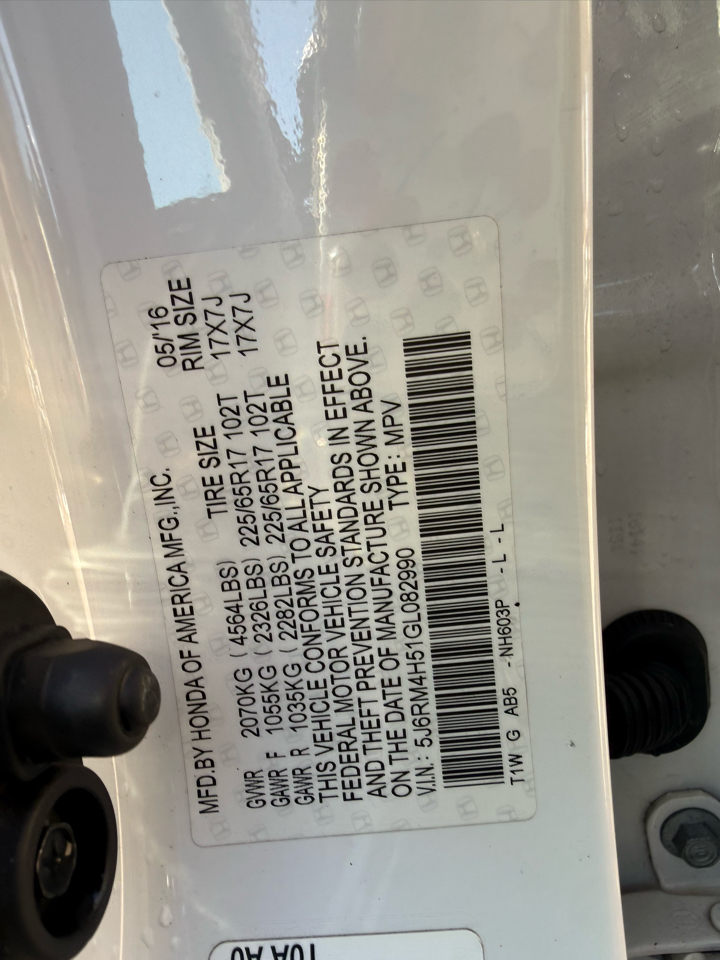 MFD.BY HONDA OF AMERICA MFG.,INC. 05/'16
TIRE SIZE RIM SIZE
GVWR 2070KG ( 4564LBS) 225/65R17 102T 17X7J
GAWR F 1055KG ( 2326LBS) 225/65R17 102T 17X7J
GAWR R 1035KG ( 2282LBS)
THIS VEHICLE CONFORMS TO ALL APPLICABLE
FEDERAL MOTOR VEHICLE SAFETY
AND THEFT PREVENTION STANDARDS IN EFFECT
ON THE DATE OF MANUFACTURE SHOWN ABOVE.
V.I.N.: 5J6RM4H51GL082990 TYPE: MPV
T1W G AB5 -NH603P - L - L